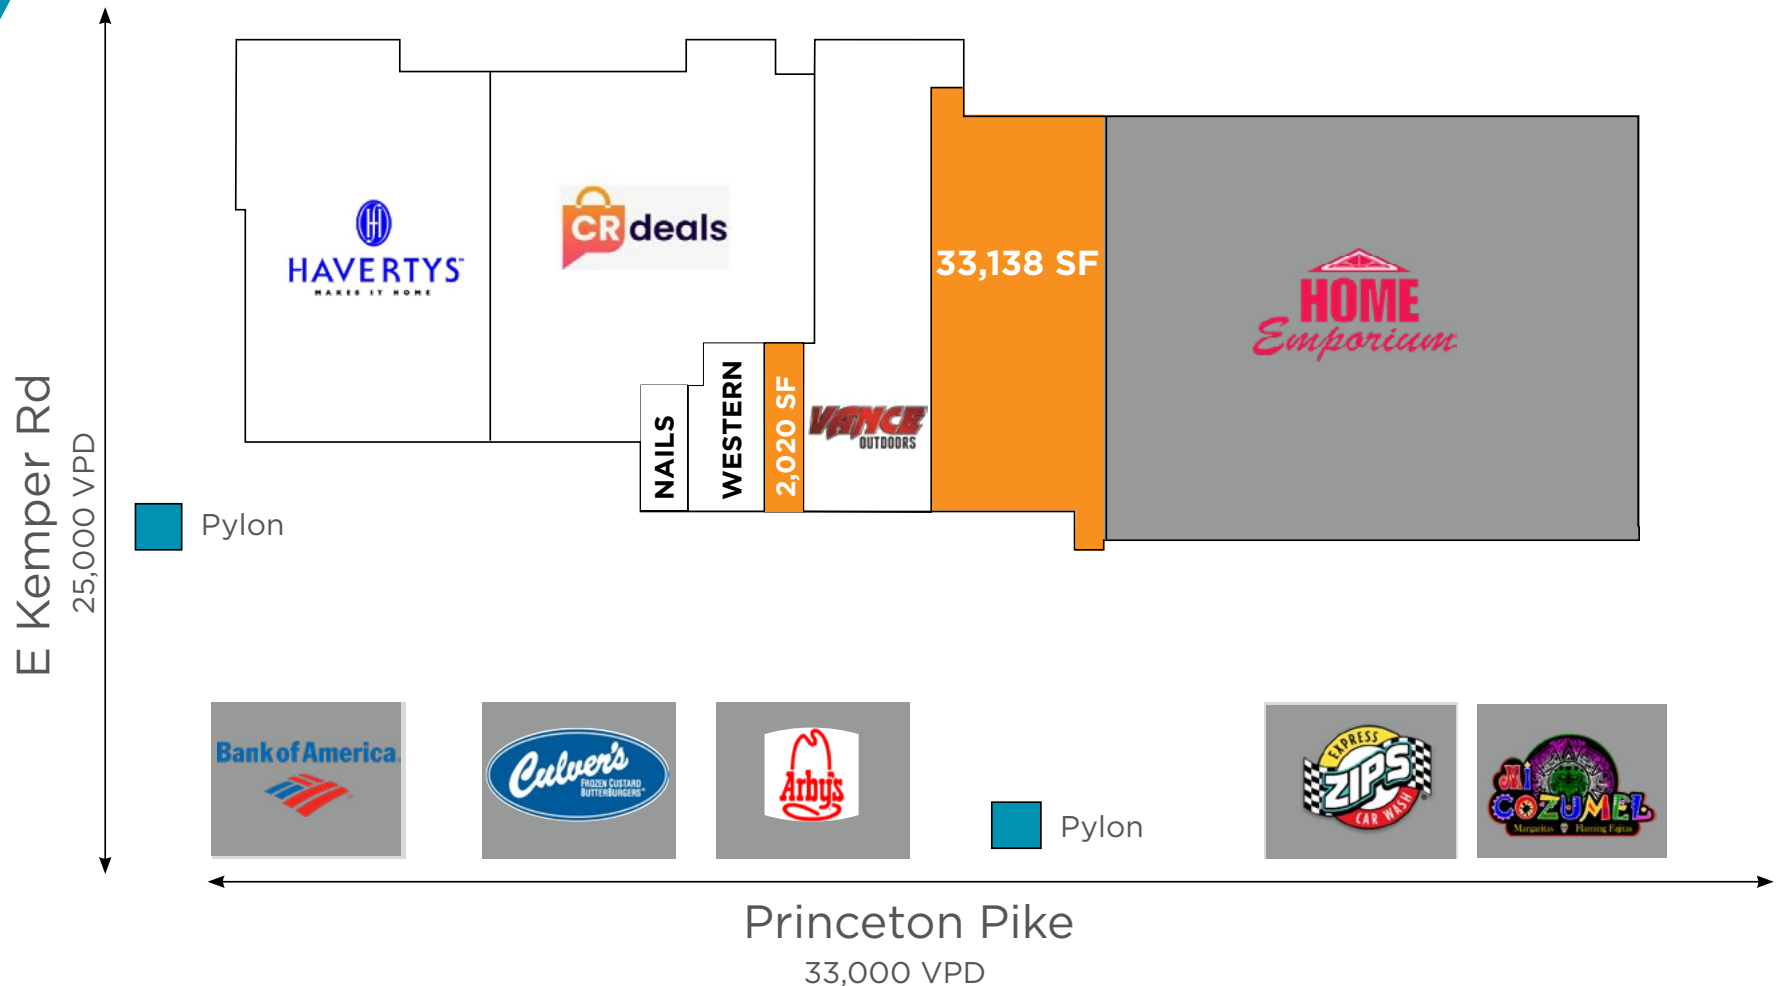 HAVERTYS
MAKES IT HOME
CR deals
33,138 SF
HOME
Emporium
NAILS
WESTERN
2,020 SF
VANCE
OUTDOORS
E Kemper Rd
25,000 VPD
Pylon
Bank of America
Culver's
FROZEN CUSTARD
BUTTERBURGERS™
Arby's
Pylon
EXPRESS
ZIPS
CAR WASH
Mi
COZUMEL
Margaritas Flaming Fajitas
Princeton Pike
33,000 VPD